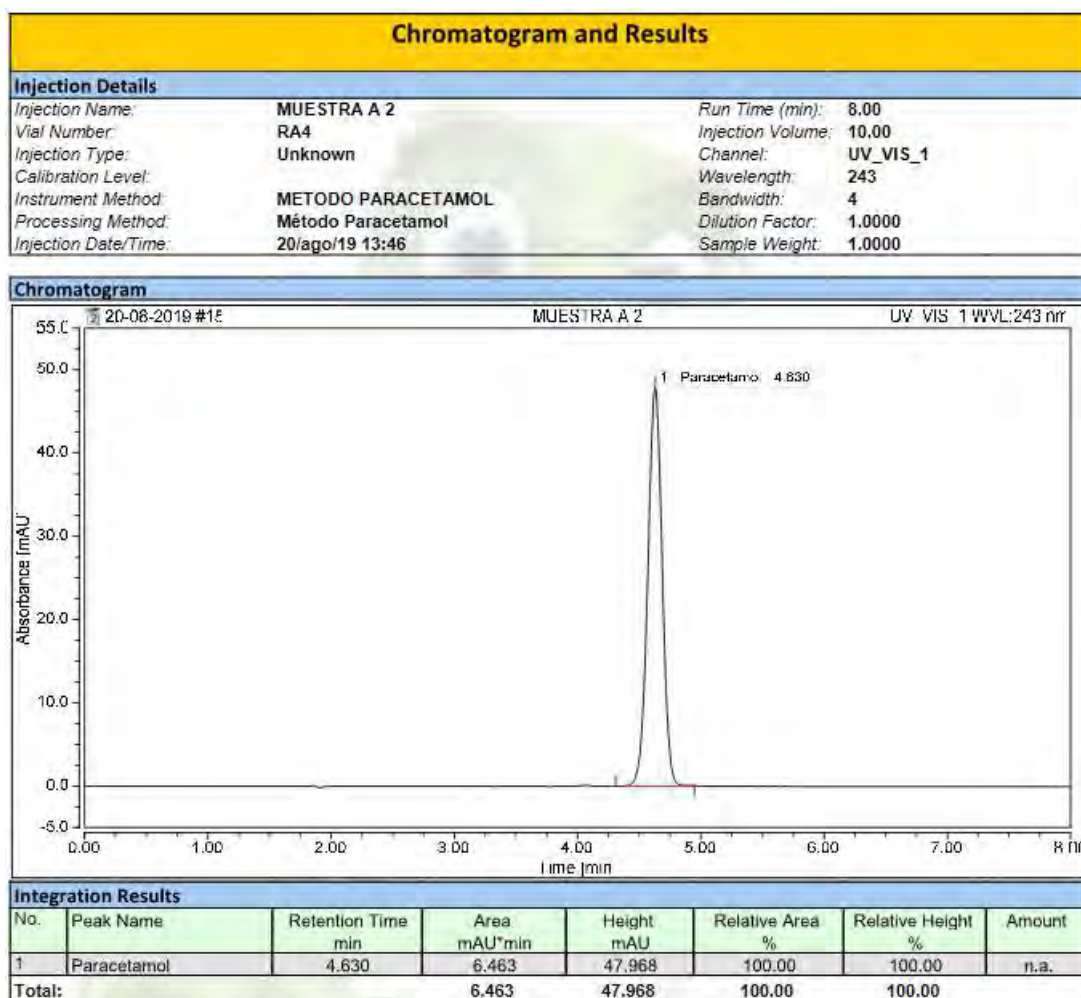 Chromatogram and Results
Injection Details
Injection Name: MUESTRA A 2 Run Time (min): 8.00
Vial Number: RA4 Injection Volume: 10.00
Injection Type: Unknown Channel: UV_VIS_1
Calibration Level: Wavelength: 243
Instrument Method: METODO PARACETAMOL Bandwidth: 4
Processing Method: Método Paracetamol Dilution Factor: 1.0000
Injection Date/Time: 20/ago/19 13:46 Sample Weight: 1.0000
Chromatogram
20-08-2019 #15 MUESTRA A 2 UV_VIS_1 WVL:243 nm
55.0
50.0
1 Paracetamol 4.630
40.0
30.0
Absorbance [mAU]
20.0
10.0
0.0
-5.0
0.00 1.00 2.00 3.00 4.00 5.00 6.00 7.00 8.00
Time [min]
Integration Results
No. Peak Name Retention Time Area Height Relative Area Relative Height Amount
min mAU*min mAU % %
1 Paracetamol 4.630 6.463 47.968 100.00 100.00 n.a.
Total: 6.463 47.968 100.00 100.00